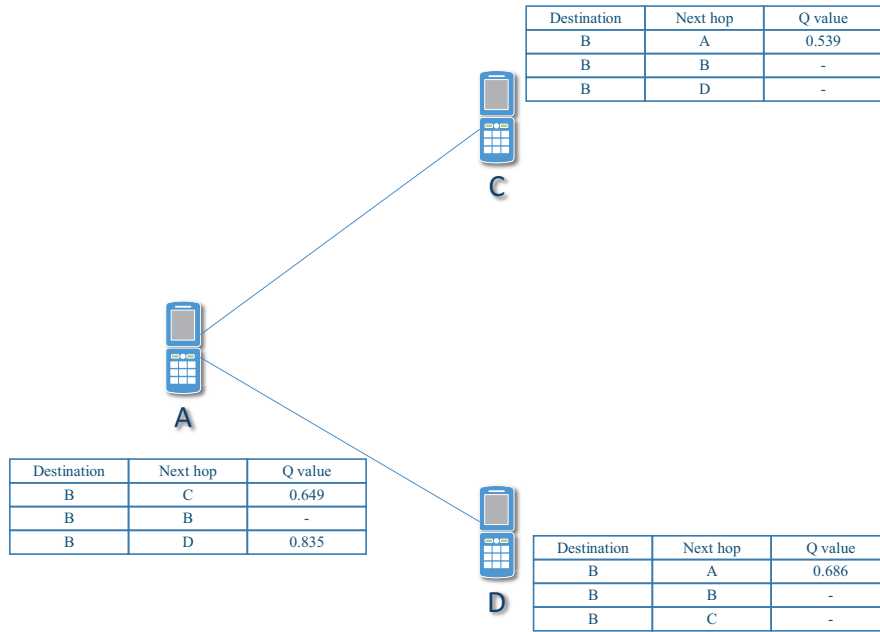 Destination Next hop Q value
B A 0.539
B B -
B D -
C
A
Destination Next hop Q value
B C 0.649
B B -
B D 0.835
Destination Next hop Q value
B A 0.686
B B -
B C -
D